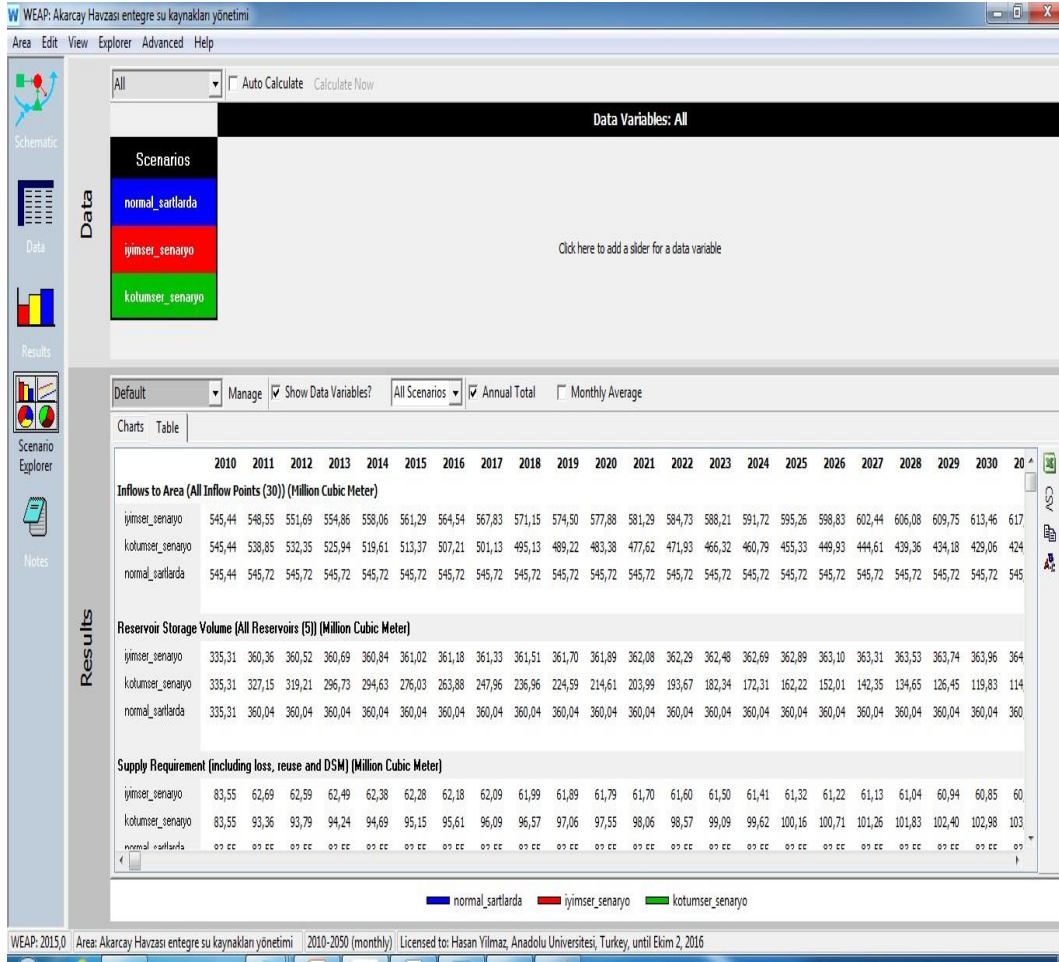 WEAP: Akarcay Havzası entegre su kaynakları yönetimi
Area Edit View Explorer Advanced Help
Schematic
Data
Results
Scenario
Explorer
Notes
Data
All Auto Calculate Calculate Now
Data Variables: All
Scenarios
normal_sartlarda
iyimser_senaryo
kotumser_senaryo
Click here to add a slider for a data variable
Results
Default Manage Show Data Variables? All Scenarios Annual Total Monthly Average
Charts Table
2010 2011 2012 2013 2014 2015 2016 2017 2018 2019 2020 2021 2022 2023 2024 2025 2026 2027 2028 2029 2030 20
Inflows to Area (All Inflow Points (30)) (Million Cubic Meter)
iyimser_senaryo 545,44 548,55 551,69 554,86 558,06 561,29 564,54 567,83 571,15 574,50 577,88 581,29 584,73 588,21 591,72 595,26 598,83 602,44 606,08 609,75 613,46 617,
kotumser_senaryo 545,44 538,85 532,35 525,94 519,61 513,37 507,21 501,13 495,13 489,22 483,38 477,62 471,93 466,32 460,79 455,33 449,93 444,61 439,36 434,18 429,06 424,
normal_sartlarda 545,44 545,72 545,72 545,72 545,72 545,72 545,72 545,72 545,72 545,72 545,72 545,72 545,72 545,72 545,72 545,72 545,72 545,72 545,72 545,72 545,72 545,
Reservoir Storage Volume (All Reservoirs (5)) (Million Cubic Meter)
iyimser_senaryo 335,31 360,36 360,52 360,69 360,84 361,02 361,18 361,33 361,51 361,70 361,89 362,08 362,29 362,48 362,69 362,89 363,10 363,31 363,53 363,74 363,96 364,
kotumser_senaryo 335,31 327,15 319,21 296,73 294,63 276,03 263,88 247,96 236,96 224,59 214,61 203,99 193,67 182,34 172,31 162,22 152,01 142,35 134,65 126,45 119,83 114,
normal_sartlarda 335,31 360,04 360,04 360,04 360,04 360,04 360,04 360,04 360,04 360,04 360,04 360,04 360,04 360,04 360,04 360,04 360,04 360,04 360,04 360,04 360,04 360,
Supply Requirement (including loss, reuse and DSM) (Million Cubic Meter)
iyimser_senaryo 83,55 62,69 62,59 62,49 62,38 62,28 62,18 62,09 61,99 61,89 61,79 61,70 61,60 61,50 61,41 61,32 61,22 61,13 61,04 60,94 60,85 60,
kotumser_senaryo 83,55 93,36 93,79 94,24 94,69 95,15 95,61 96,09 96,57 97,06 97,55 98,06 98,57 99,09 99,62 100,16 100,71 101,26 101,83 102,40 102,98 103,
normal_sartlarda
CSV
normal_sartlarda iyimser_senaryo kotumser_senaryo
WEAP: 2015,0 Area: Akarcay Havzası entegre su kaynakları yönetimi 2010-2050 (monthly) Licensed to: Hasan Yilmaz, Anadolu Universitesi, Turkey, until Ekim 2, 2016